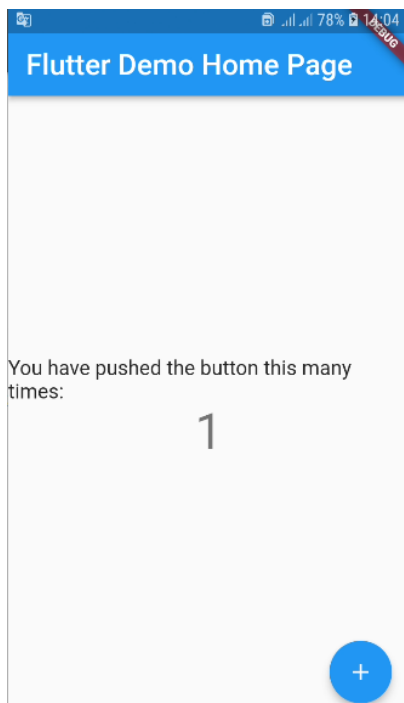 78% 14:04
DEBUG
Flutter Demo Home Page
You have pushed the button this many
times:
1
+